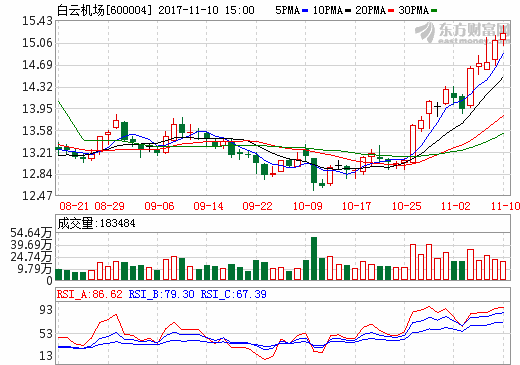 白云机场[600004] 2017-11-10 15:00 5PMA 10PMA 20PMA 30PMA
东方财富网
eastmoney.com
15.43
15.06
14.69
14.32
13.95
13.58
13.21
12.84
12.47
08-21 08-29 09-06 09-14 09-22 10-09 10-17 10-25 11-02 11-10
成交量:183484
54.64万
39.69万
24.74万
9.79万
0
RSI_A:86.62 RSI_B:79.30 RSI_C:67.39
93
66
53
13